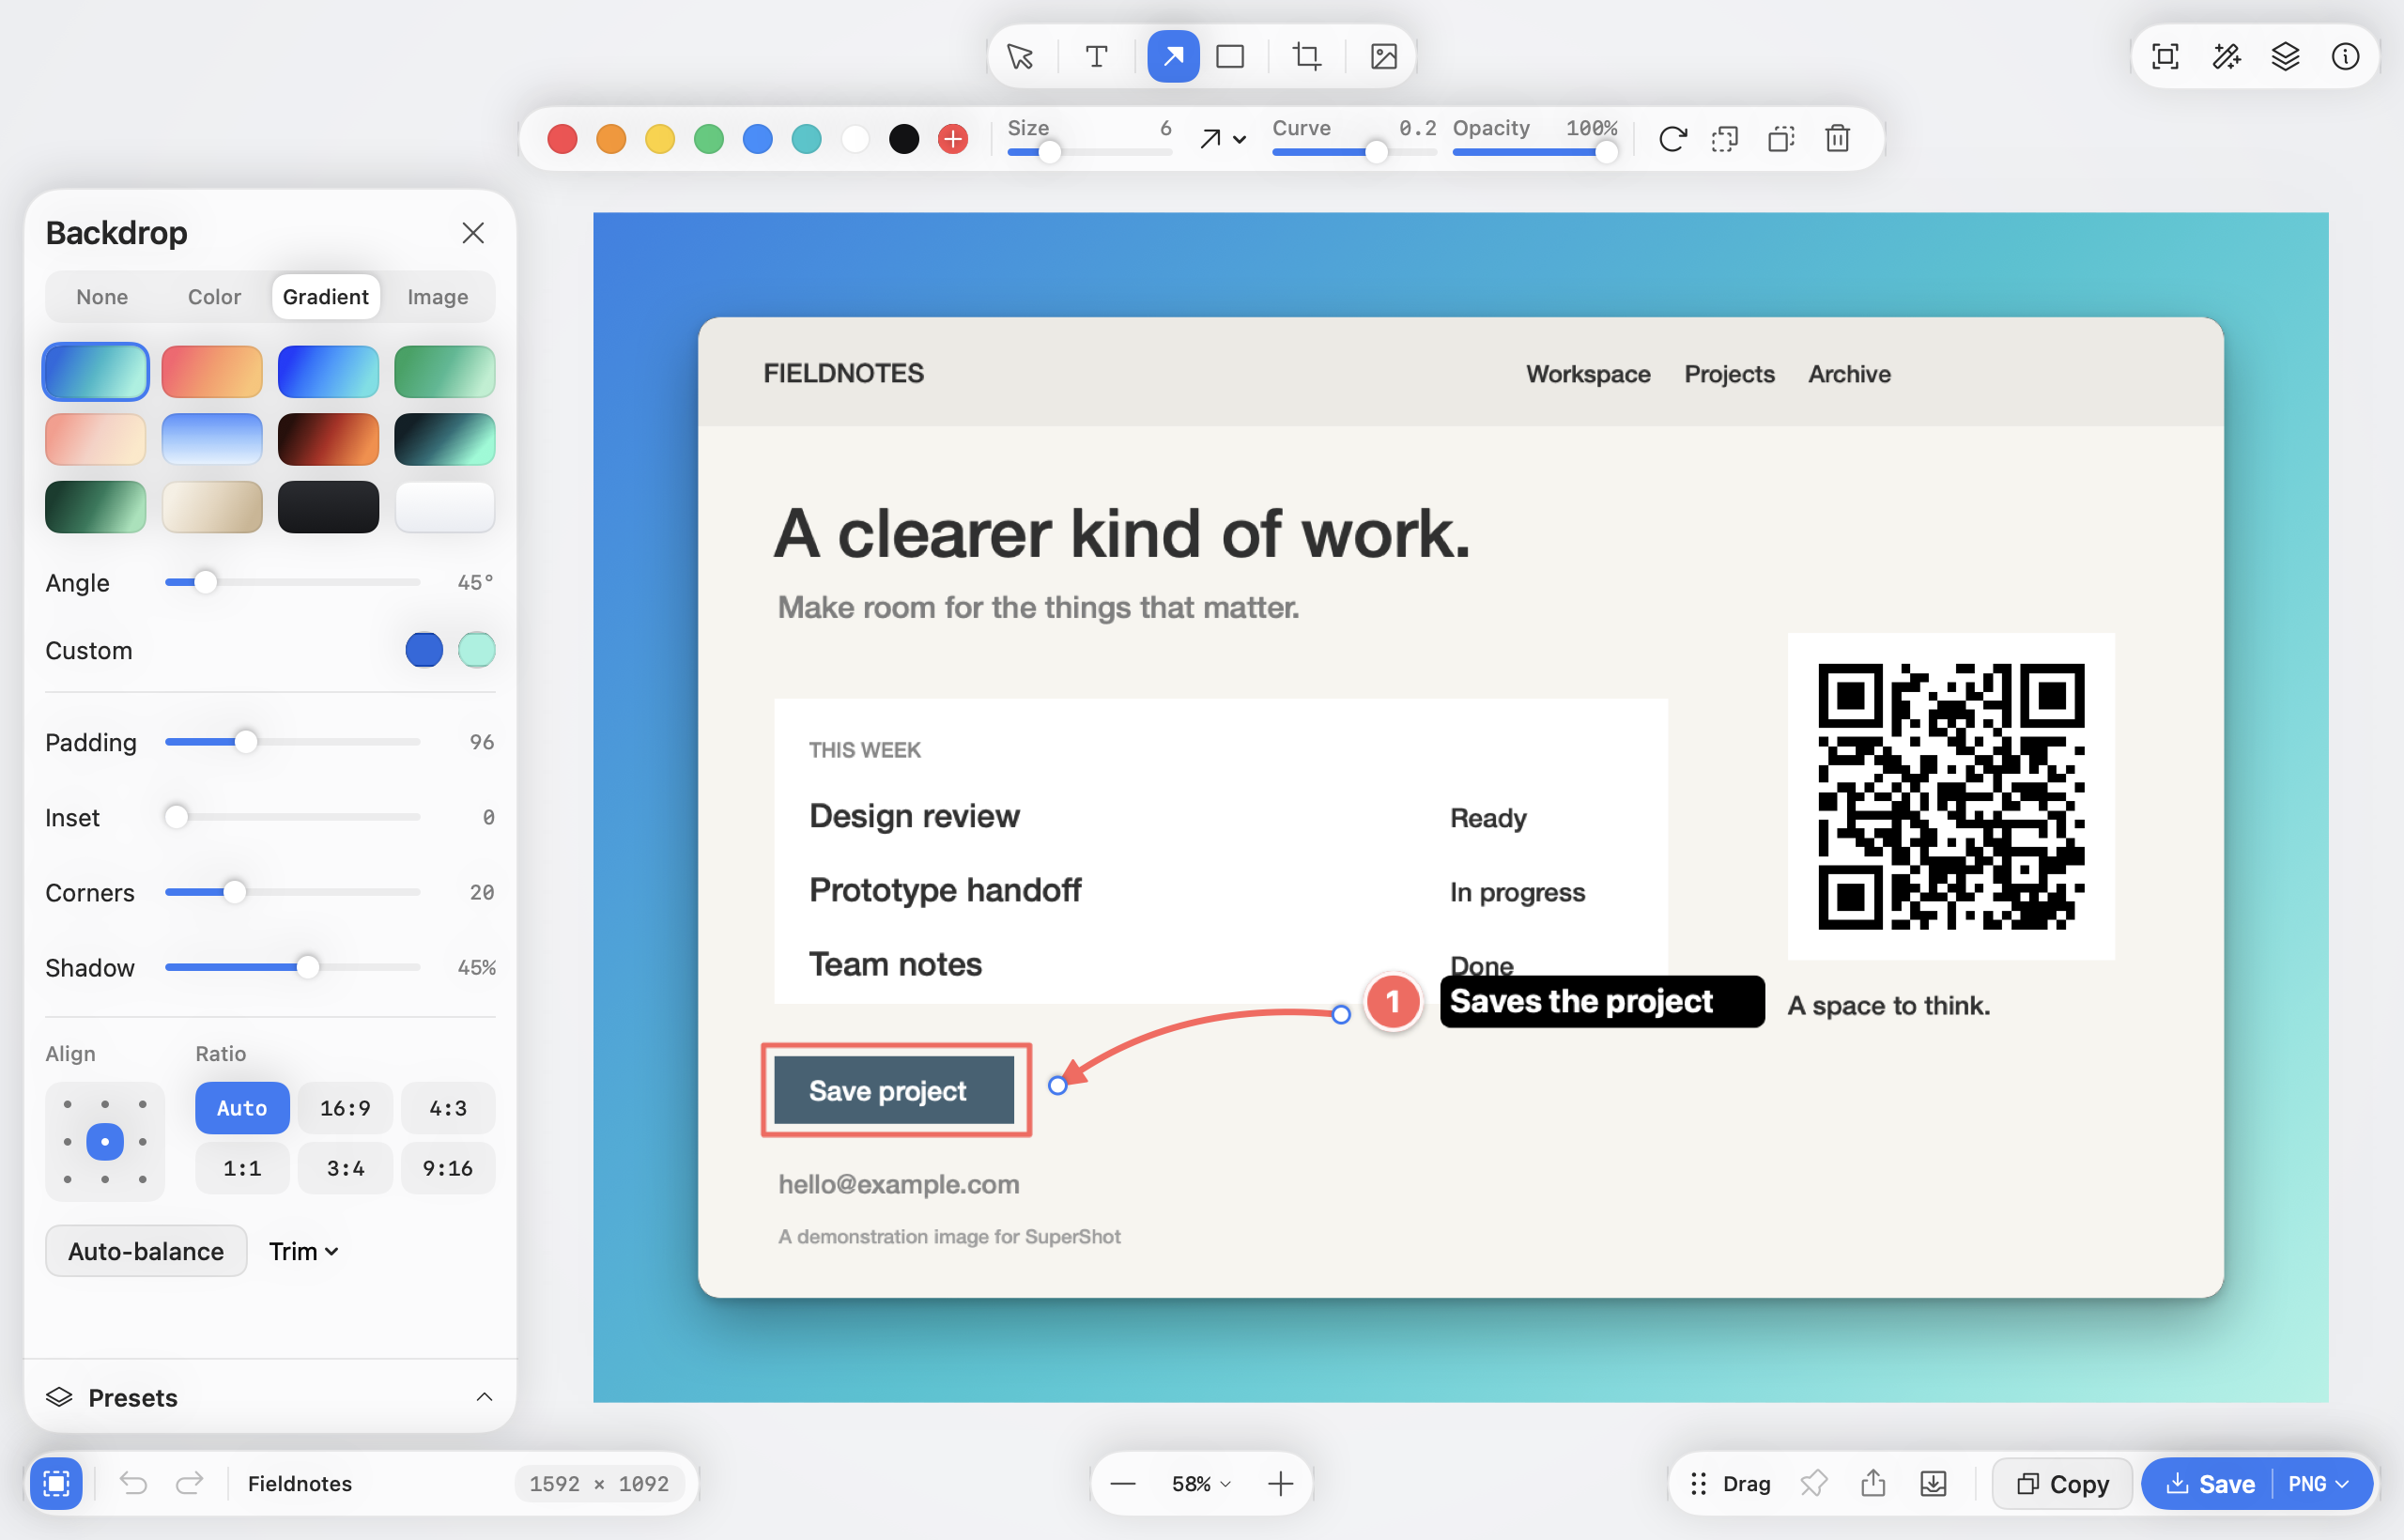 Size 6 Curve 0.2 Opacity 100%
Backdrop
None Color Gradient Image
Angle 45°
Custom
Padding 96
Inset 0
Corners 20
Shadow 45%
Align Ratio
Auto 16:9 4:3
1:1 3:4 9:16
Auto-balance Trim
Presets
FIELDNOTES Workspace Projects Archive
A clearer kind of work.
Make room for the things that matter.
THIS WEEK
Design review Ready
Prototype handoff In progress
Team notes Done
1 Saves the project
A space to think.
Save project
hello@example.com
A demonstration image for SuperShot
Fieldnotes 1592 × 1092
58%
Drag Copy Save PNG